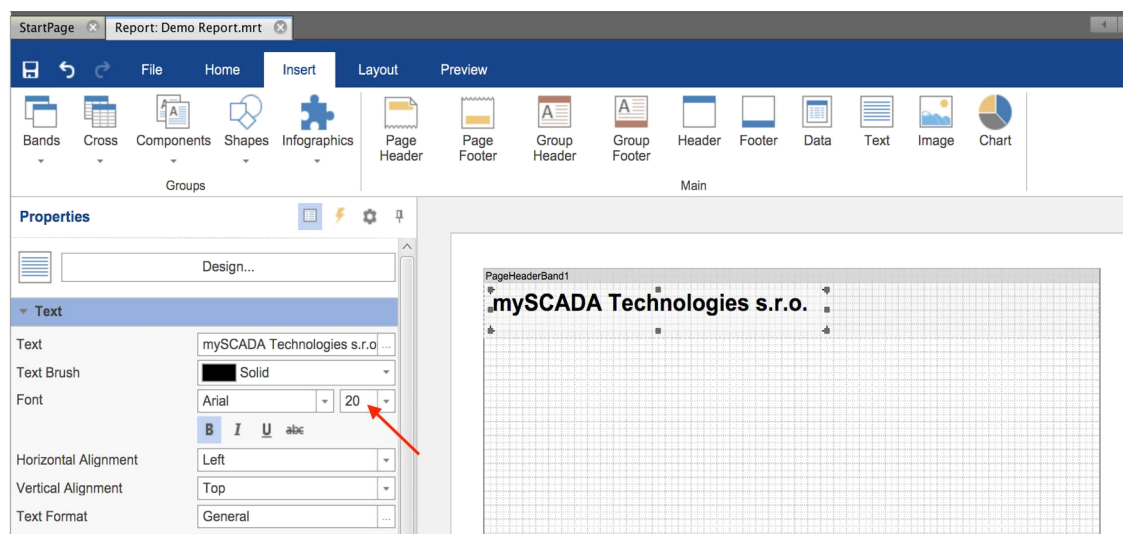 StartPage Report: Demo Report.mrt
File Home Insert Layout Preview
Bands Cross Components Shapes Infographics Page Header Page Footer Group Header Group Footer Header Footer Data Text Image Chart
Groups Main
Properties
Design...
PageHeaderBand1
mySCADA Technologies s.r.o.
Text
Text mySCADA Technologies s.r.o ...
Text Brush Solid
Font Arial 20
B I U abc
Horizontal Alignment Left
Vertical Alignment Top
Text Format General ...